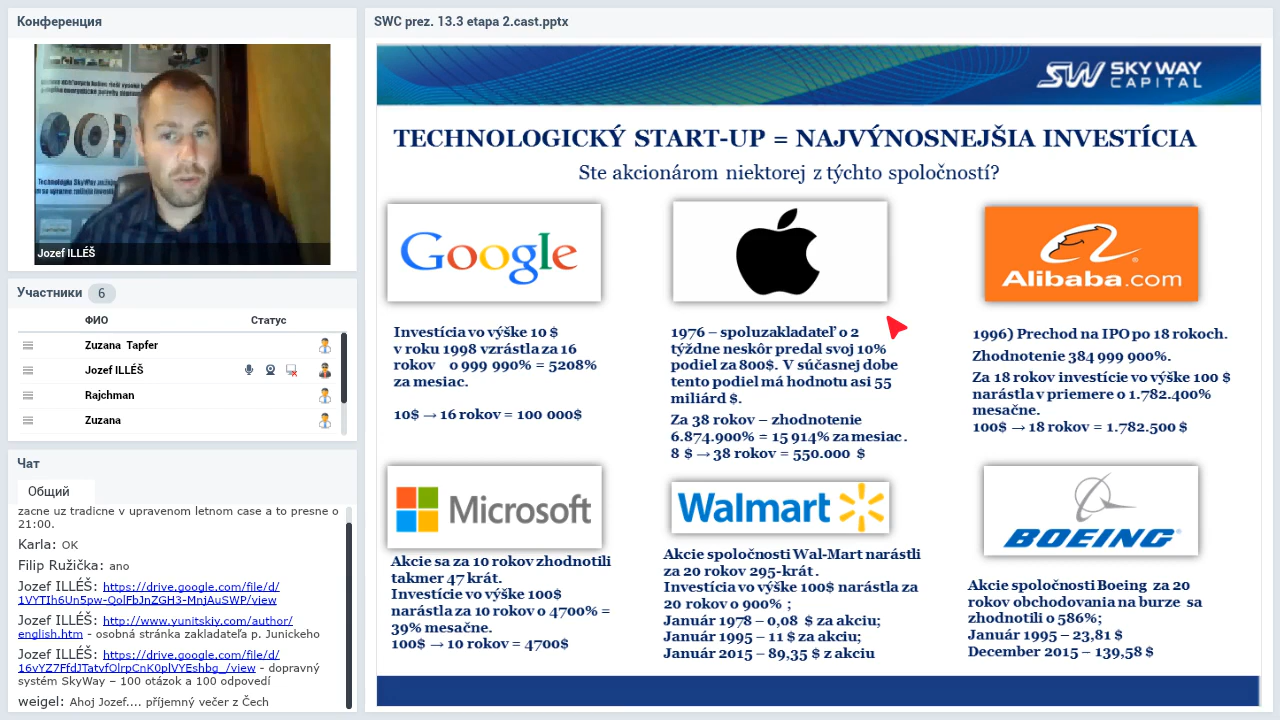 Конференция
Jozef ILLÉŠ
Участники 6
ФИО Статус
Zuzana Tapfer
Jozef ILLÉŠ
Rajchman
Zuzana
Чат
Общий
zacne uz tradicne v upravenom letnom case a to presne o
21:00.
Karla: OK
Filip Ružička: ano
Jozef ILLÉŠ: https://drive.google.com/file/d/
1VYTIh6Un5pw-QolFbJnZGH3-MnjAuSWP/view
Jozef ILLÉŠ: http://www.yunitskiy.com/author/
english.htm - osobná stránka zakladateľa p. Junickeho
Jozef ILLÉŠ: https://drive.google.com/file/d/
16vYZ7FfdJTatvfOlrpCnK0plVYEshbg_/view - dopravný
systém SkyWay – 100 otázok a 100 odpovedí
weigel: Ahoj Jozef.... příjemný večer z Čech
SWC prez. 13.3 etapa 2.cast.pptx
SW SKY WAY
CAPITAL
TECHNOLOGICKÝ START-UP = NAJVÝNOSNEJŠIA INVESTÍCIA
Ste akcionárom niektorej z týchto spoločností?
Google
Investícia vo výške 10 $
v roku 1998 vzrástla za 16
rokov o 999 990% = 5208%
za mesiac.
10$ → 16 rokov = 100 000$
1976 – spoluzakladateľ o 2
týždne neskôr predal svoj 10%
podiel za 800$. V súčasnej dobe
tento podiel má hodnotu asi 55
miliárd $.
Za 38 rokov – zhodnotenie
6.874.900% = 15 914% za mesiac.
8 $ → 38 rokov = 550.000 $
Alibaba.com
1996) Prechod na IPO po 18 rokoch.
Zhodnotenie 384 999 900%.
Za 18 rokov investície vo výške 100 $
narástla v priemere o 1.782.400%
mesačne.
100$ → 18 rokov = 1.782.500 $
Microsoft
Akcie sa za 10 rokov zhodnotili
takmer 47 krát.
Investície vo výške 100$
narástla za 10 rokov o 4700% =
39% mesačne.
100$ → 10 rokov = 4700$
Walmart
Akcie spoločnosti Wal-Mart narástli
za 20 rokov 295-krát.
Investícia vo výške 100$ narástla za
20 rokov o 900% ;
Január 1978 – 0,08 $ za akciu;
Január 1995 – 11 $ za akciu;
Január 2015 – 89,35 $ z akciu
BOEING
Akcie spoločnosti Boeing za 20
rokov obchodovania na burze sa
zhodnotili o 586%;
Január 1995 – 23,81 $
December 2015 – 139,58 $